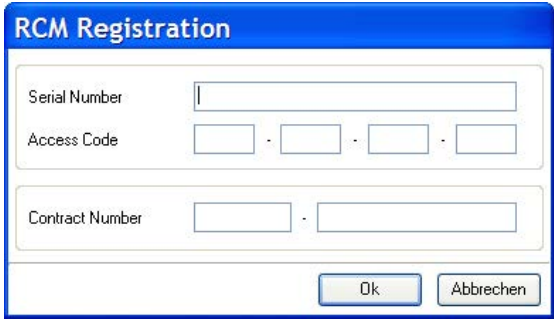 RCM Registration
Serial Number
Access Code - - -
Contract Number -
Ok Abbrechen